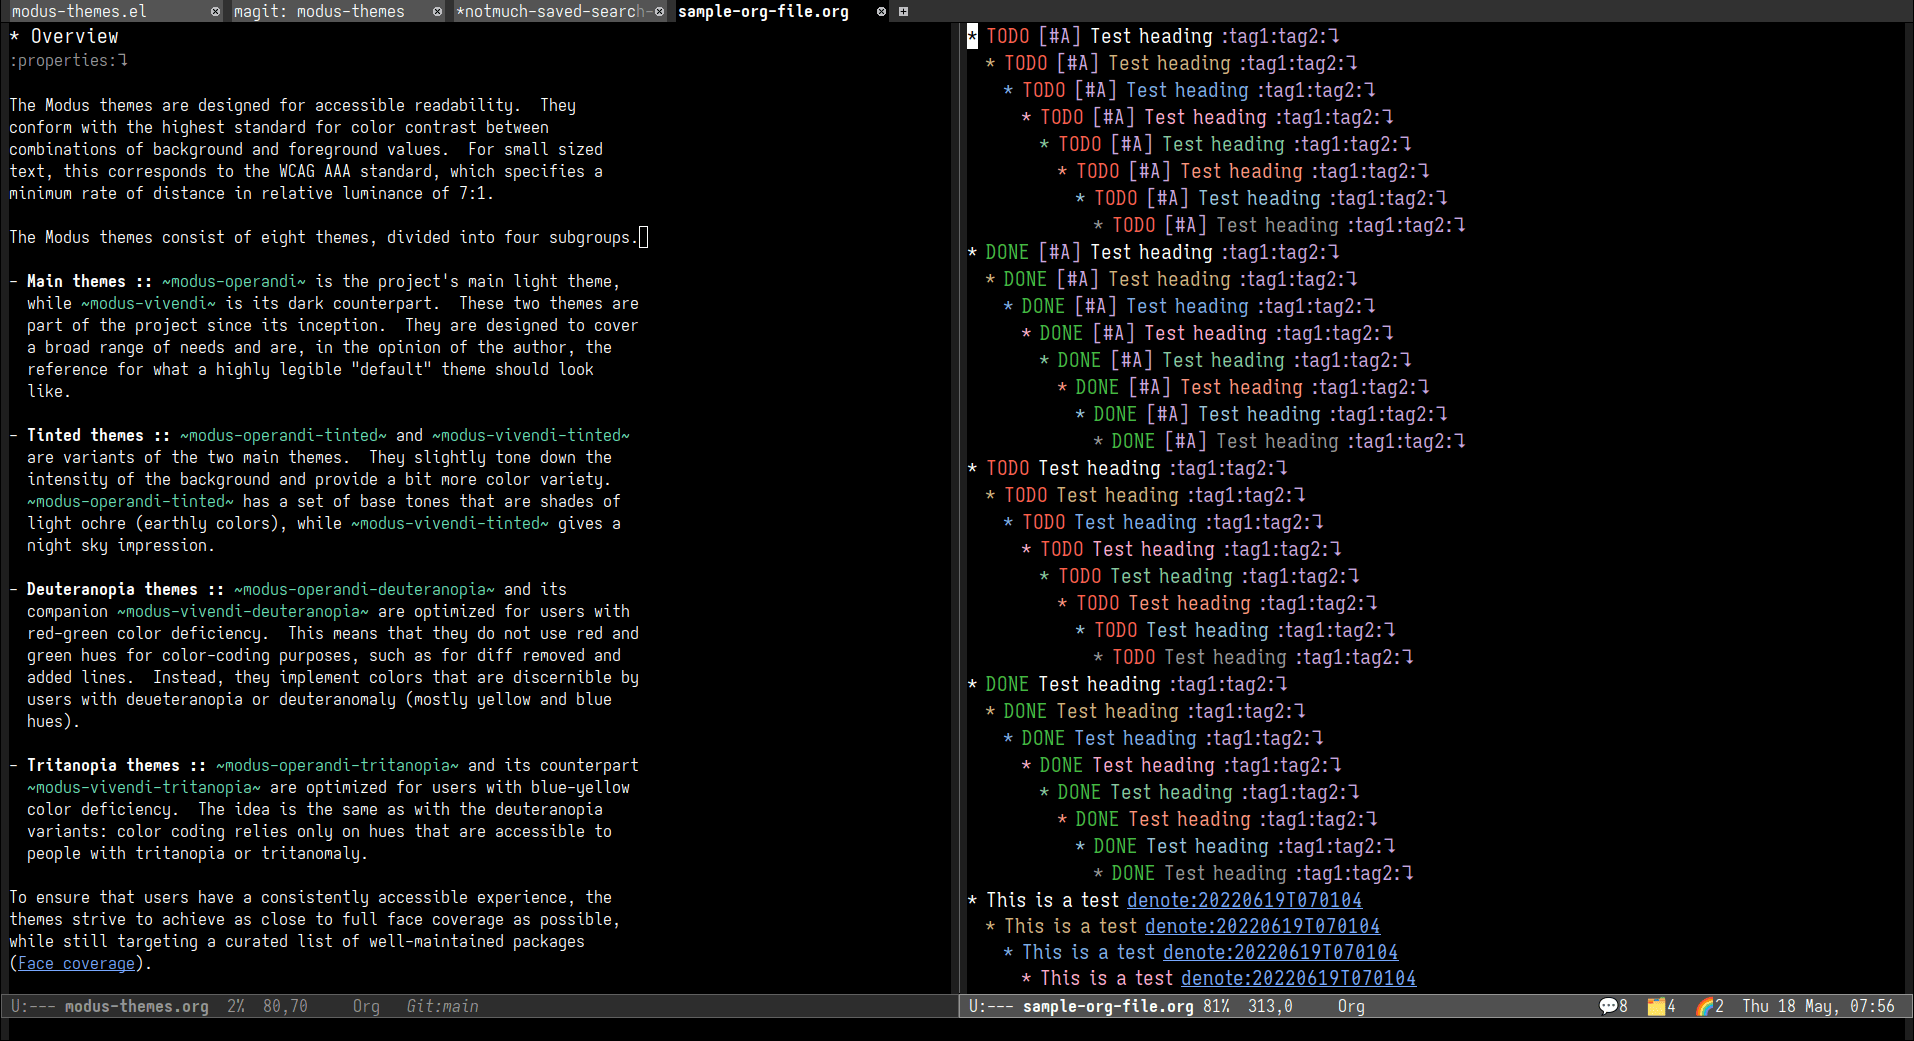 modus-themes.el magit: modus-themes *notmuch-saved-search- sample-org-file.org
* Overview
:properties:↴
The Modus themes are designed for accessible readability.  They
conform with the highest standard for color contrast between
combinations of background and foreground values.  For small sized
text, this corresponds to the WCAG AAA standard, which specifies a
minimum rate of distance in relative luminance of 7:1.
The Modus themes consist of eight themes, divided into four subgroups.
- Main themes :: ~modus-operandi~ is the project's main light theme,
while ~modus-vivendi~ is its dark counterpart.  These two themes are
part of the project since its inception.  They are designed to cover
a broad range of needs and are, in the opinion of the author, the
reference for what a highly legible "default" theme should look
like.
- Tinted themes :: ~modus-operandi-tinted~ and ~modus-vivendi-tinted~
are variants of the two main themes.  They slightly tone down the
intensity of the background and provide a bit more color variety.
~modus-operandi-tinted~ has a set of base tones that are shades of
light ochre (earthly colors), while ~modus-vivendi-tinted~ gives a
night sky impression.
- Deuteranopia themes :: ~modus-operandi-deuteranopia~ and its
companion ~modus-vivendi-deuteranopia~ are optimized for users with
red-green color deficiency.  This means that they do not use red and
green hues for color-coding purposes, such as for diff removed and
added lines.  Instead, they implement colors that are discernible by
users with deueteranopia or deuteranomaly (mostly yellow and blue
hues).
- Tritanopia themes :: ~modus-operandi-tritanopia~ and its counterpart
~modus-vivendi-tritanopia~ are optimized for users with blue-yellow
color deficiency.  The idea is the same as with the deuteranopia
variants: color coding relies only on hues that are accessible to
people with tritanopia or tritanomaly.
To ensure that users have a consistently accessible experience, the
themes strive to achieve as close to full face coverage as possible,
while still targeting a curated list of well-maintained packages
(Face coverage).
U:--- modus-themes.org 2% 80,70 Org Git:main
* TODO [#A] Test heading :tag1:tag2:↴
* TODO [#A] Test heading :tag1:tag2:↴
* TODO [#A] Test heading :tag1:tag2:↴
* TODO [#A] Test heading :tag1:tag2:↴
* TODO [#A] Test heading :tag1:tag2:↴
* TODO [#A] Test heading :tag1:tag2:↴
* TODO [#A] Test heading :tag1:tag2:↴
* TODO [#A] Test heading :tag1:tag2:↴
* DONE [#A] Test heading :tag1:tag2:↴
* DONE [#A] Test heading :tag1:tag2:↴
* DONE [#A] Test heading :tag1:tag2:↴
* DONE [#A] Test heading :tag1:tag2:↴
* DONE [#A] Test heading :tag1:tag2:↴
* DONE [#A] Test heading :tag1:tag2:↴
* DONE [#A] Test heading :tag1:tag2:↴
* DONE [#A] Test heading :tag1:tag2:↴
* TODO Test heading :tag1:tag2:↴
* TODO Test heading :tag1:tag2:↴
* TODO Test heading :tag1:tag2:↴
* TODO Test heading :tag1:tag2:↴
* TODO Test heading :tag1:tag2:↴
* TODO Test heading :tag1:tag2:↴
* TODO Test heading :tag1:tag2:↴
* TODO Test heading :tag1:tag2:↴
* DONE Test heading :tag1:tag2:↴
* DONE Test heading :tag1:tag2:↴
* DONE Test heading :tag1:tag2:↴
* DONE Test heading :tag1:tag2:↴
* DONE Test heading :tag1:tag2:↴
* DONE Test heading :tag1:tag2:↴
* DONE Test heading :tag1:tag2:↴
* DONE Test heading :tag1:tag2:↴
* This is a test denote:20220619T070104
* This is a test denote:20220619T070104
* This is a test denote:20220619T070104
* This is a test denote:20220619T070104
U:--- sample-org-file.org 81% 313,0 Org 💬8 🗂️4 🌈2 Thu 18 May, 07:56